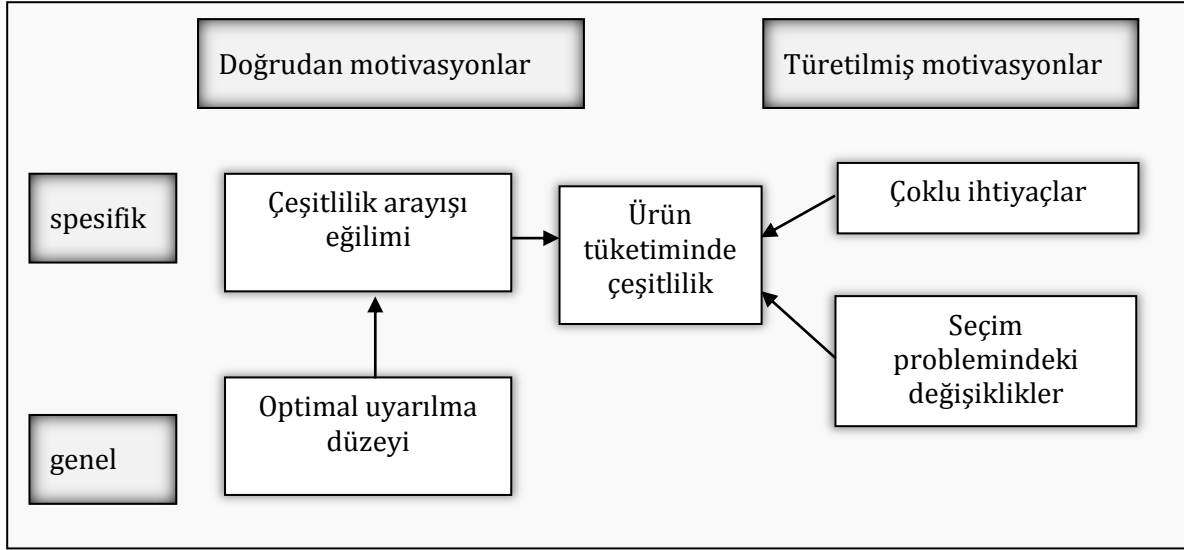 Doğrudan motivasyonlar
Türetilmiş motivasyonlar
spesifik
Çeşitlilik arayışı
eğilimi
Ürün
tüketiminde
çeşitlilik
Çoklu ihtiyaçlar
Seçim
problemindeki
değişiklikler
genel
Optimal uyarılma
düzeyi